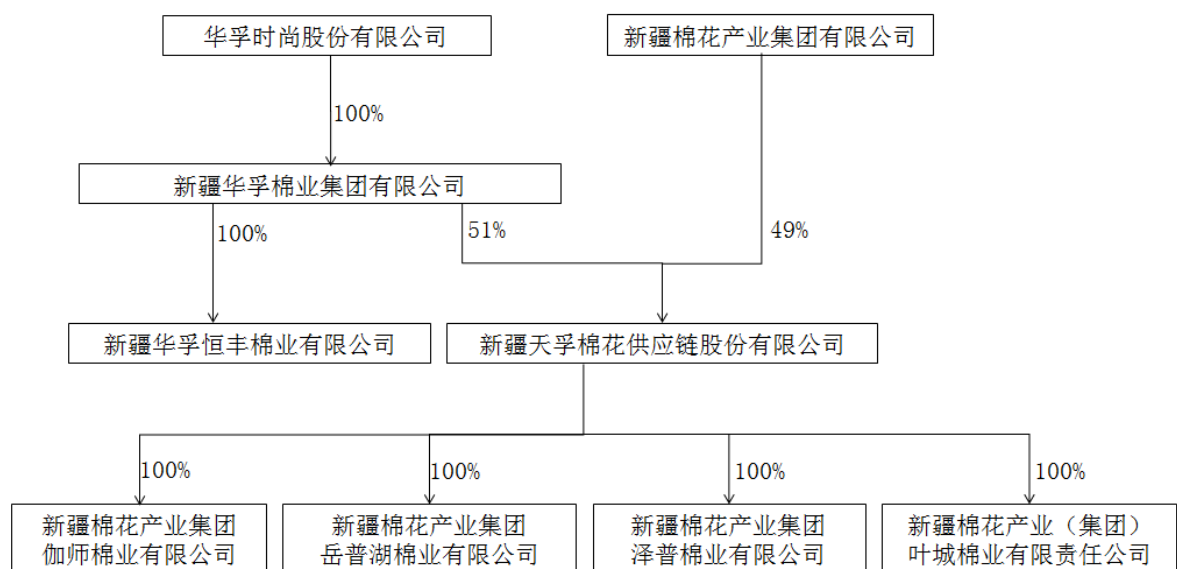 华孚时尚股份有限公司
新疆棉花产业集团有限公司
100%
新疆华孚棉业集团有限公司
100%
51%
49%
新疆华孚恒丰棉业有限公司
新疆天孚棉花供应链股份有限公司
100%
100%
100%
100%
新疆棉花产业集团
伽师棉业有限公司
新疆棉花产业集团
岳普湖棉业有限公司
新疆棉花产业集团
泽普棉业有限公司
新疆棉花产业（集团）
叶城棉业有限责任公司